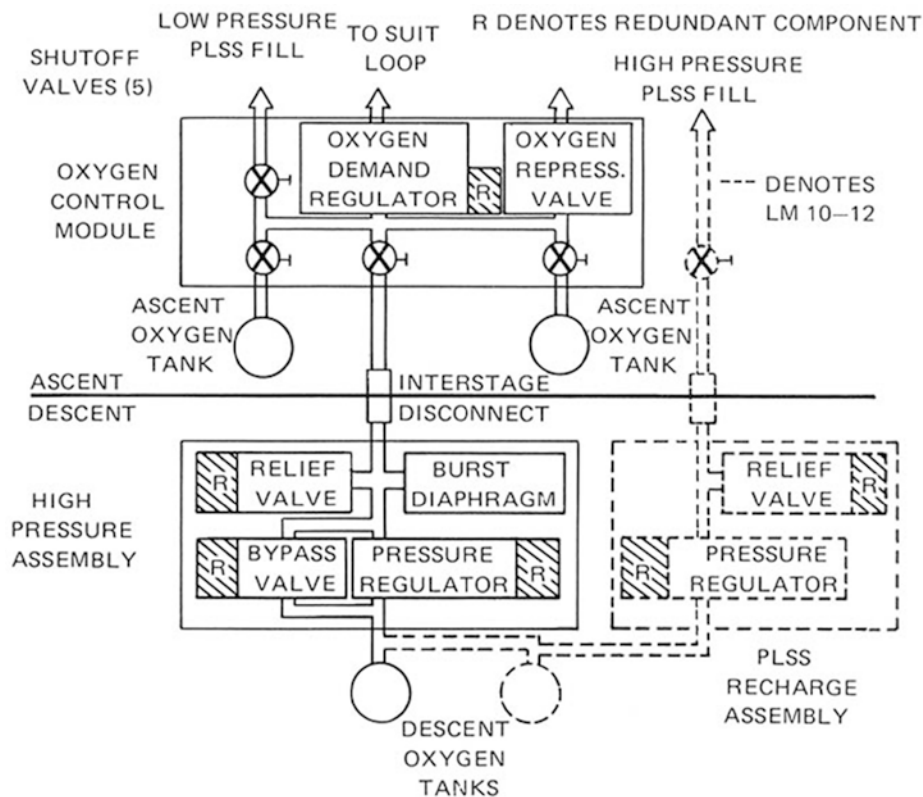 LOW PRESSURE
PLSS FILL
TO SUIT
LOOP
R DENOTES REDUNDANT COMPONENT
SHUTOFF
VALVES (5)
HIGH PRESSURE
PLSS FILL
OXYGEN
CONTROL
MODULE
OXYGEN
DEMAND
REGULATOR
R
OXYGEN
REPRESS.
VALVE
--- DENOTES
LM 10–12
ASCENT
OXYGEN
TANK
ASCENT
OXYGEN
TANK
ASCENT
DESCENT
INTERSTAGE
DISCONNECT
HIGH
PRESSURE
ASSEMBLY
R
RELIEF
VALVE
BURST
DIAPHRAGM
R
BYPASS
VALVE
PRESSURE
REGULATOR
R
RELIEF
VALVE
R
R
PRESSURE
REGULATOR
PLSS
RECHARGE
ASSEMBLY
DESCENT
OXYGEN
TANKS